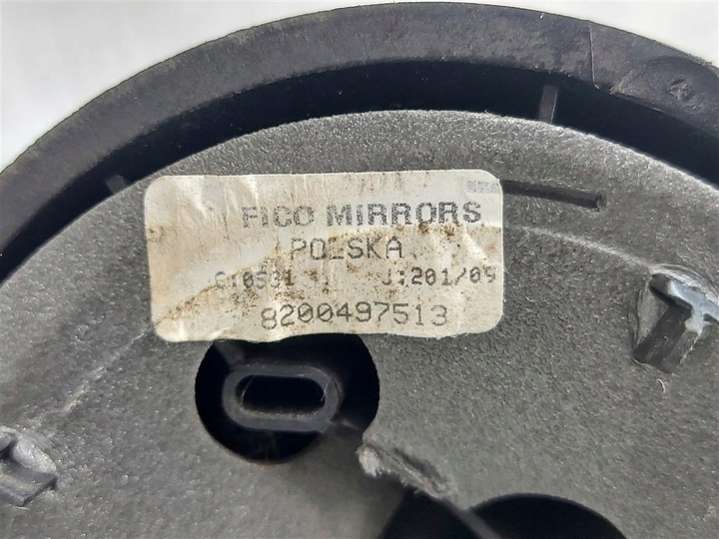 FICO MIRRORS
POLSKA
J:201/09
8200497513